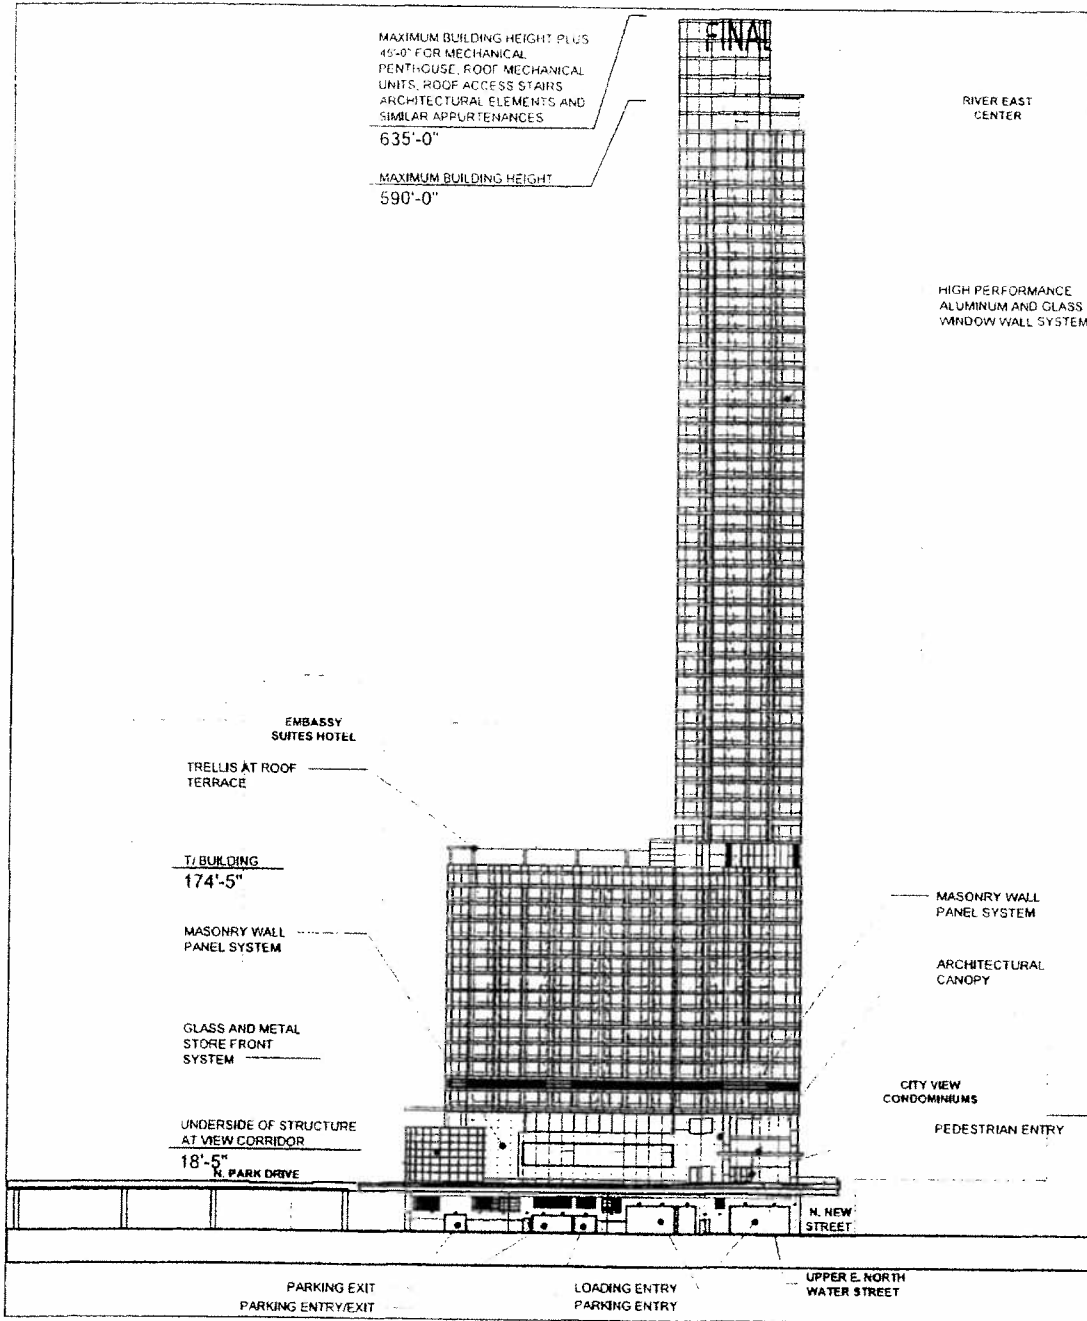 FINAL
MAXIMUM BUILDING HEIGHT PLUS
45'-0" FOR MECHANICAL
PENTHOUSE, ROOF MECHANICAL
UNITS, ROOF ACCESS STAIRS
ARCHITECTURAL ELEMENTS AND
SIMILAR APPURTENANCES
635'-0"
RIVER EAST
CENTER
MAXIMUM BUILDING HEIGHT
590'-0"
HIGH PERFORMANCE
ALUMINUM AND GLASS
WINDOW WALL SYSTEM
EMBASSY
SUITES HOTEL
TRELLIS AT ROOF
TERRACE
T/ BUILDING
174'-5"
MASONRY WALL
PANEL SYSTEM
MASONRY WALL
PANEL SYSTEM
ARCHITECTURAL
CANOPY
GLASS AND METAL
STORE FRONT
SYSTEM
CITY VIEW
CONDOMINIUMS
UNDERSIDE OF STRUCTURE
AT VIEW CORRIDOR
18'-5"
PEDESTRIAN ENTRY
N. PARK DRIVE
N. NEW
STREET
UPPER E. NORTH
WATER STREET
PARKING EXIT
PARKING ENTRY/EXIT
LOADING ENTRY
PARKING ENTRY